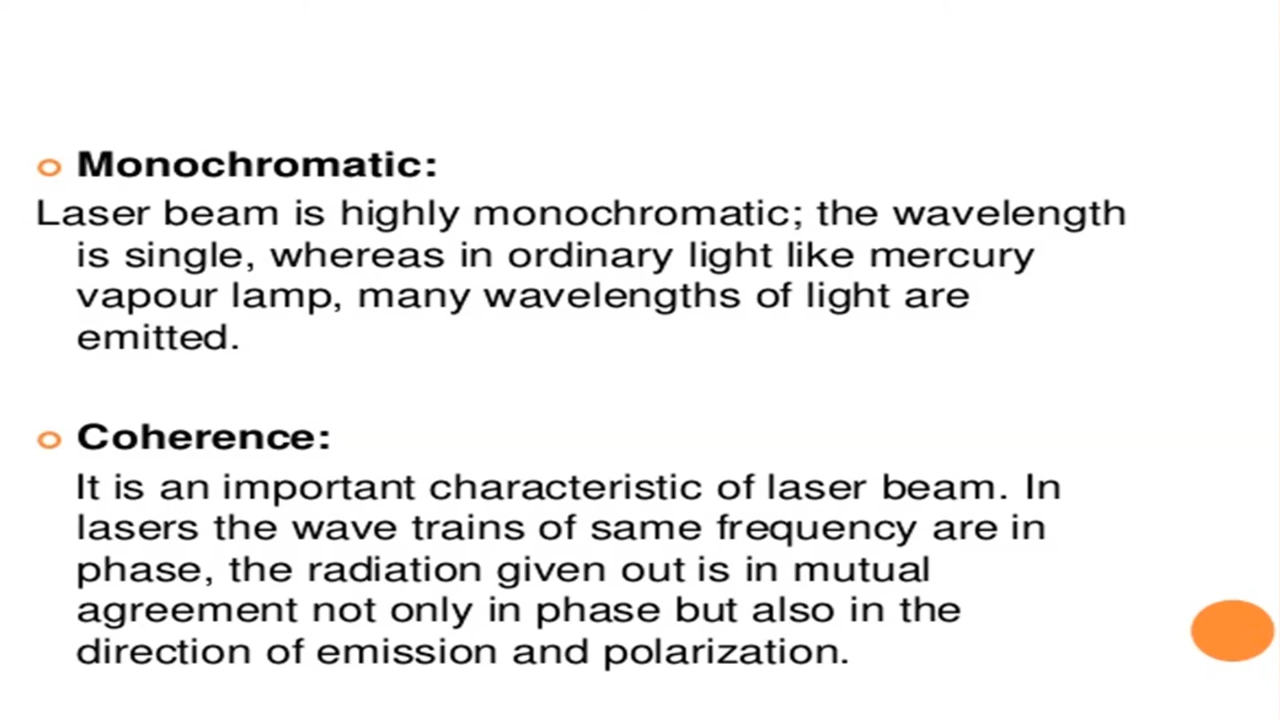 Monochromatic:
Laser beam is highly monochromatic; the wavelength
is single, whereas in ordinary light like mercury
vapour lamp, many wavelengths of light are
emitted.
Coherence:
It is an important characteristic of laser beam. In
lasers the wave trains of same frequency are in
phase, the radiation given out is in mutual
agreement not only in phase but also in the
direction of emission and polarization.